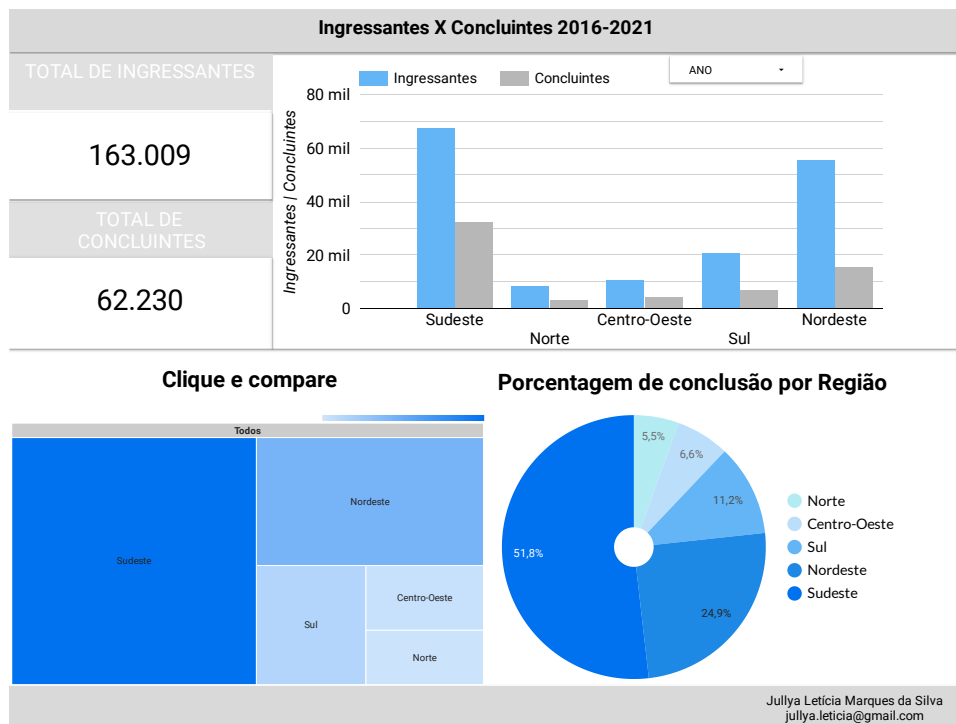 Ingressantes X Concluintes 2016-2021
TOTAL DE INGRESSANTES
163.009
TOTAL DE
CONCLUINTES
62.230
Ingressantes
Concluintes
ANO
Ingressantes | Concluintes
80 mil
60 mil
40 mil
20 mil
0
Sudeste
Norte
Centro-Oeste
Sul
Nordeste
Clique e compare
Todos
Sudeste
Nordeste
Sul
Centro-Oeste
Norte
Porcentagem de conclusão por Região
5,5%
6,6%
11,2%
24,9%
51,8%
Norte
Centro-Oeste
Sul
Nordeste
Sudeste
Jullya Letícia Marques da Silva
jullya.leticia@gmail.com